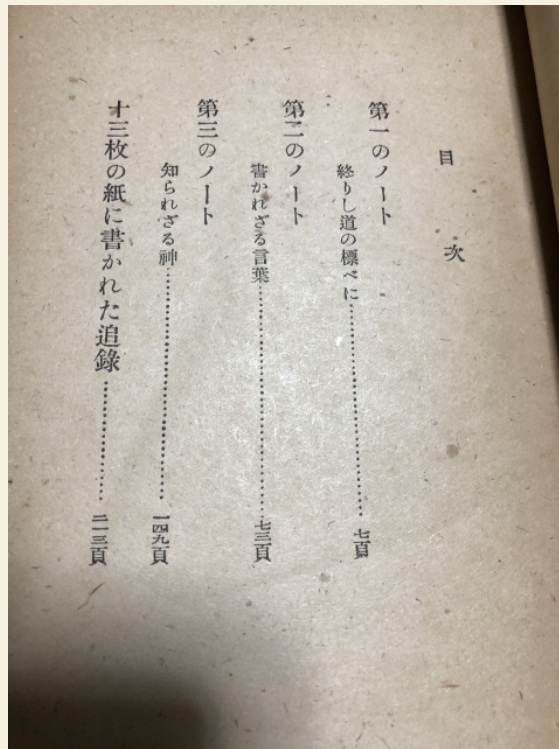 目次
第一のノート
終りし道の標べに……………………七頁
第二のノート
書かれざる言葉……………………七三頁
第三のノート
知られざる神……………………一四九頁
十三枚の紙に書かれた追錄……………二一三頁